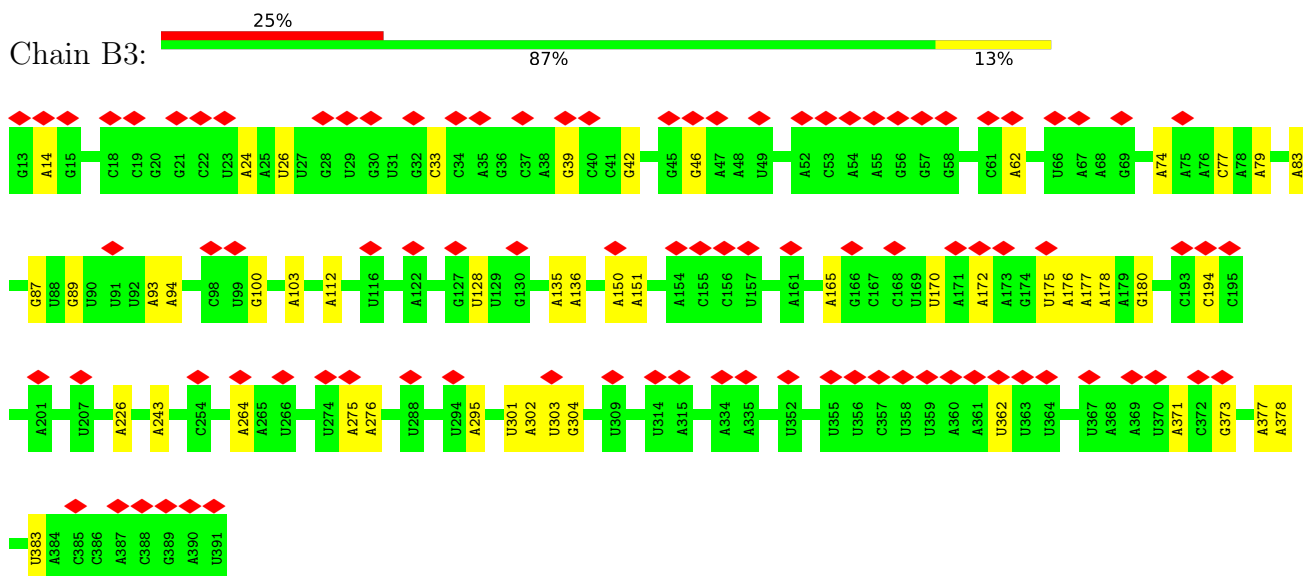 25%
Chain B3:
87% 13%
G13 A14 G15 C18 C19 G20 G21 C22 U23 A24 A25 U26 U27 G28 U29 G30 U31 G32 C33 C34 A35 G36 C37 A38 G39 C40 C41 G42 G45 G46 A47 A48 U49 A52 C53 A54 A55 G56 G57 G58 C61 A62 U66 A67 A68 G69 A74 A75 A76 C77 A78 A79 A83
G87 U88 G89 U90 U91 U92 A93 A94 C98 U99 G100 A103 A112 U116 A122 G127 U128 U129 G130 A135 A136 A150 A151 A154 C155 C156 U157 A161 A165 G166 C167 C168 U169 U170 A171 A172 A173 G174 U175 A176 A177 A178 A179 G180 C193 C194 C195
A201 U207 A226 A243 C254 A264 A265 U266 U274 A275 A276 U288 U294 A295 U301 A302 U303 G304 U309 U314 A315 A334 A335 U352 U355 U356 C357 U358 U359 A360 A361 U362 U363 U364 U367 A368 A369 U370 A371 C372 G373 A377 A378
U383 A384 C385 C386 A387 C388 G389 A390 U391